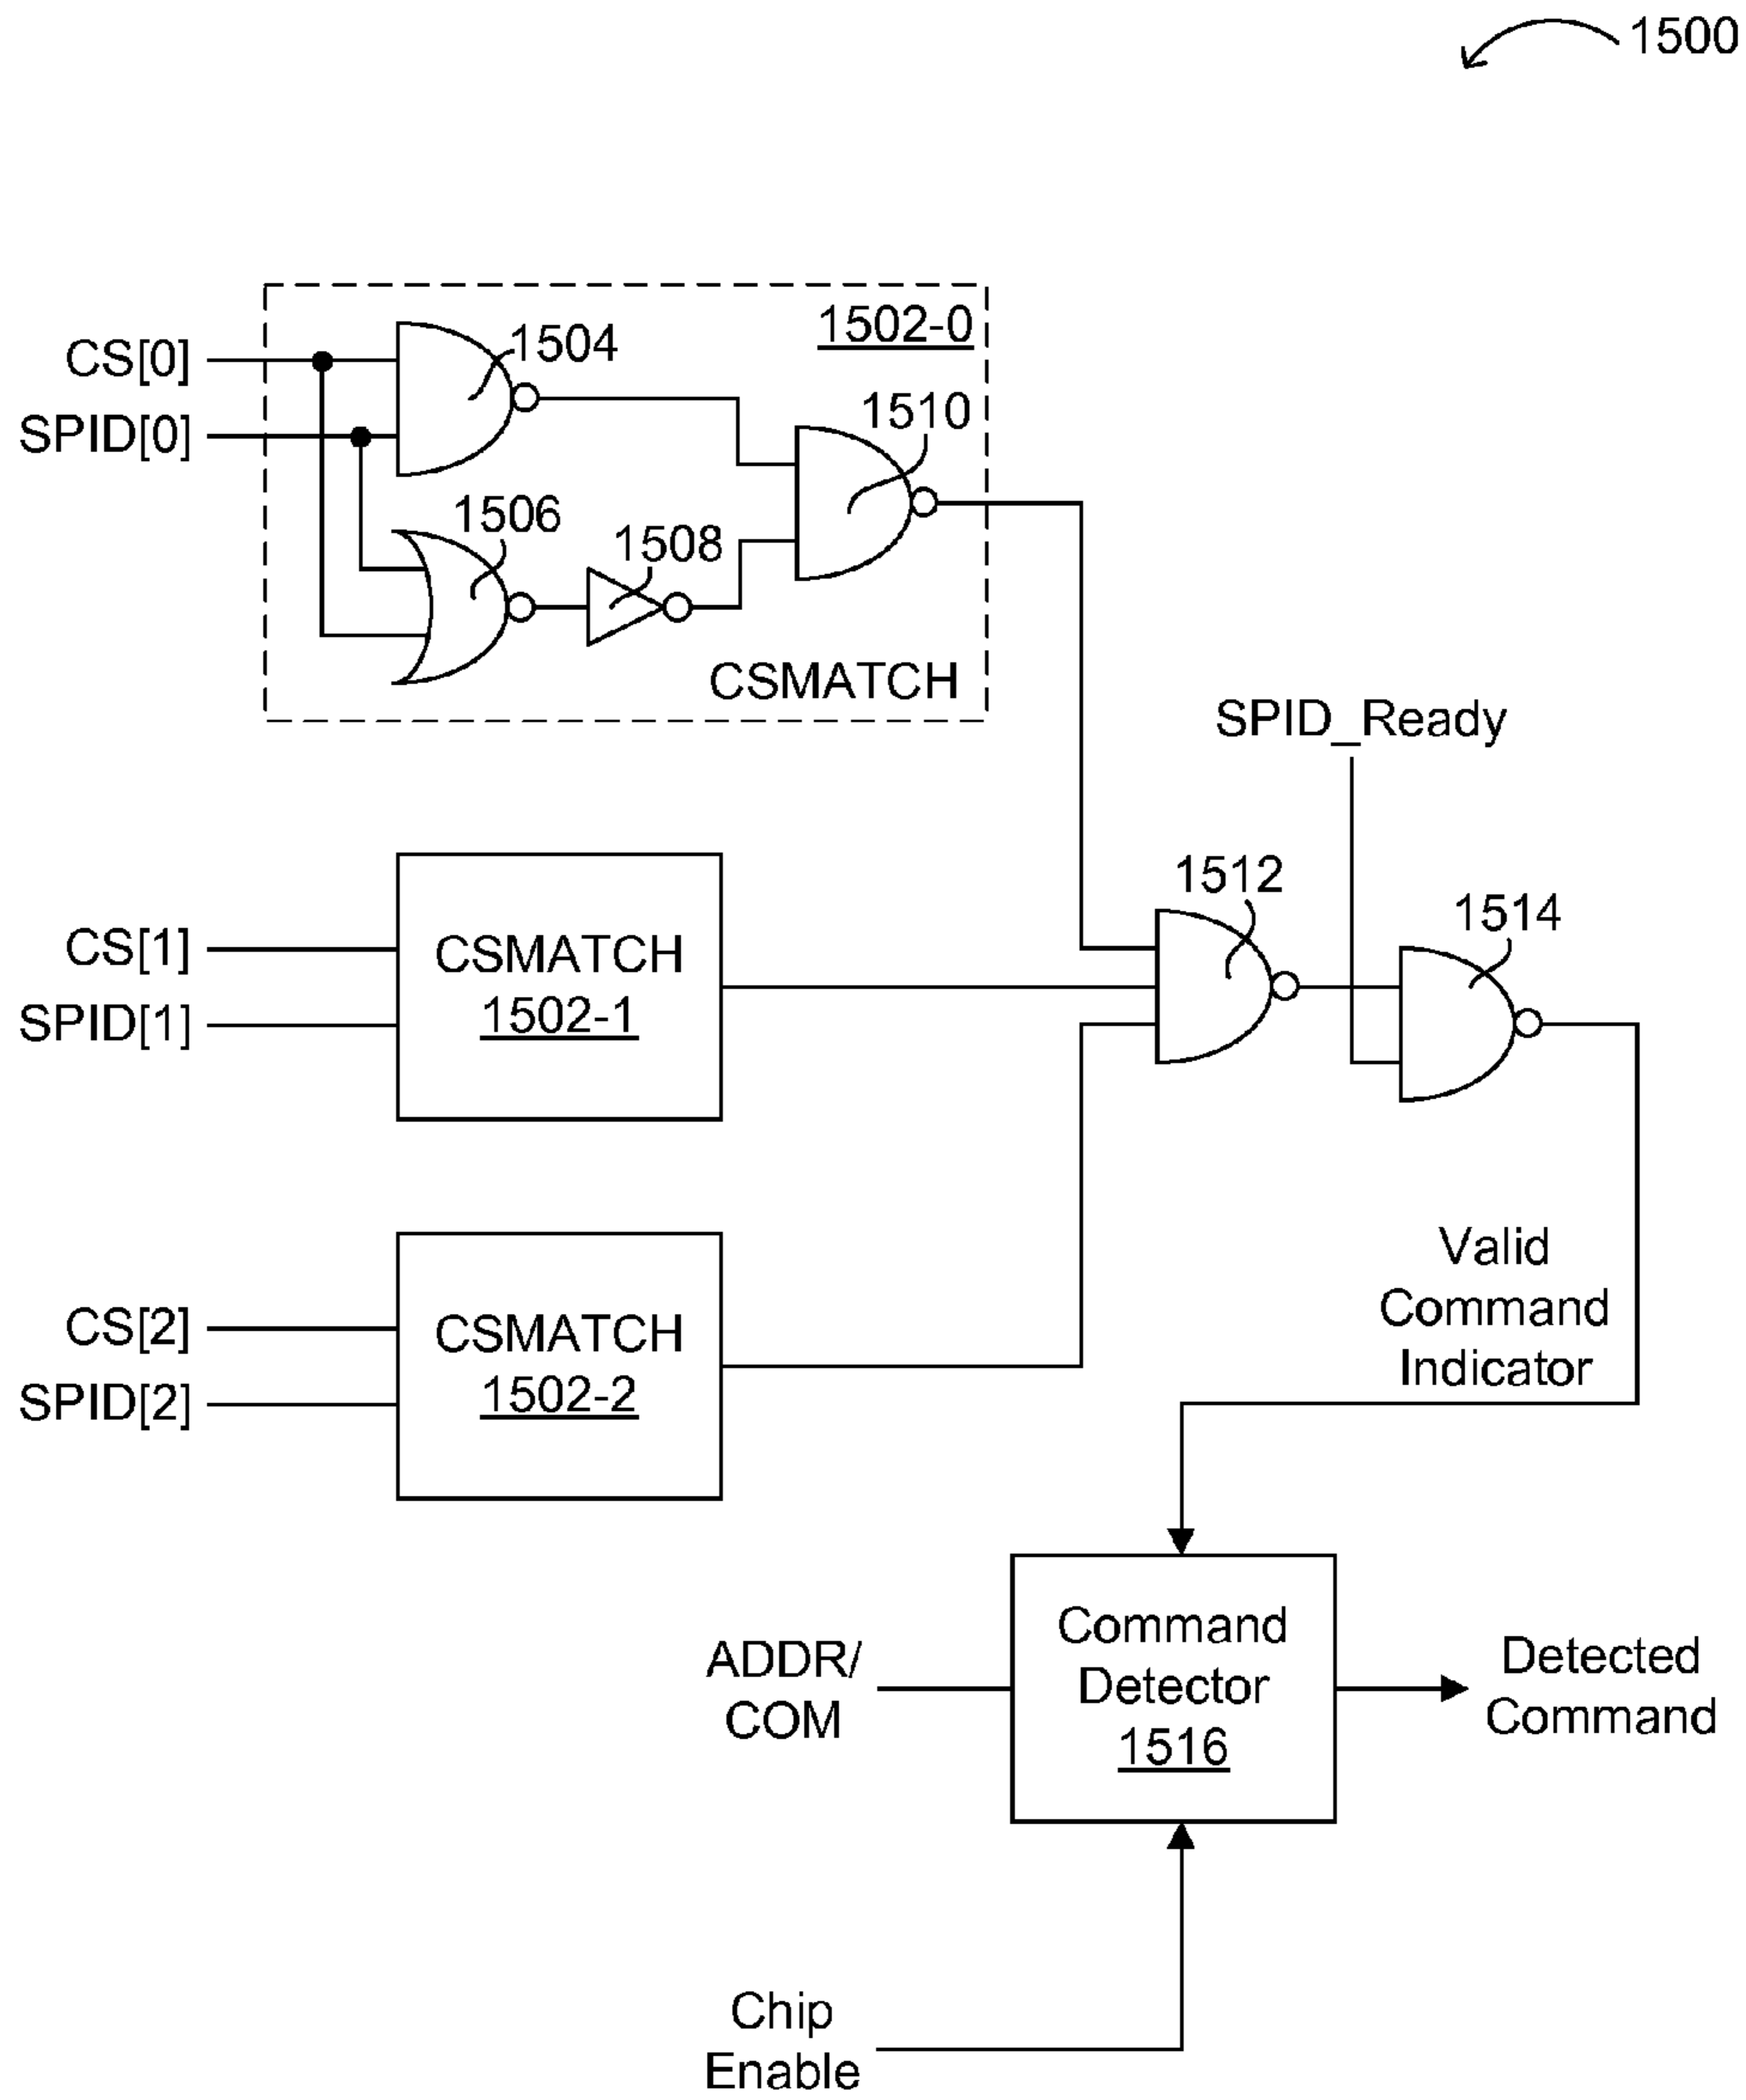 1500
1502-0
CS[0]
1504
SPID[0]
1510
1506
1508
CSMATCH
SPID_Ready
1512
1514
CS[1]
CSMATCH
SPID[1]
1502-1
Valid
Command
Indicator
CS[2]
CSMATCH
SPID[2]
1502-2
ADDR/
COM
Command
Detector
1516
Detected
Command
Chip
Enable